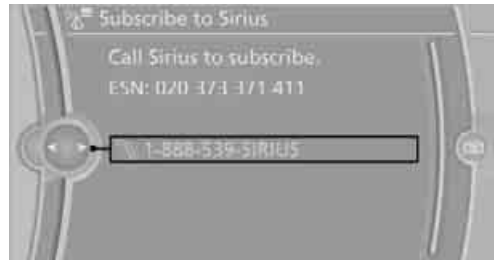 Subscribe to Sirius
Call Sirius to subscribe.
ESN: 020 373 371 411
1-888-539-SIRIUS